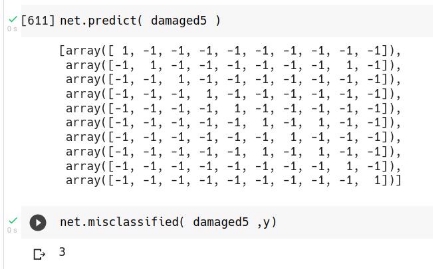 [611] net.predict( damaged5 )
0s
[array([ 1, -1, -1, -1, -1, -1, -1, -1, -1, -1]),
array([-1,  1, -1, -1, -1, -1, -1, -1,  1, -1]),
array([-1, -1,  1, -1, -1, -1, -1, -1, -1, -1]),
array([-1, -1, -1,  1, -1, -1, -1, -1, -1, -1]),
array([-1, -1, -1, -1,  1, -1, -1, -1, -1, -1]),
array([-1, -1, -1, -1, -1,  1, -1,  1, -1, -1]),
array([-1, -1, -1, -1, -1, -1,  1, -1, -1, -1]),
array([-1, -1, -1, -1, -1, -1, -1,  1, -1, -1]),
array([-1, -1, -1, -1, -1, -1, -1, -1,  1, -1]),
array([-1, -1, -1, -1, -1, -1, -1, -1, -1,  1])]
net.misclassified( damaged5 ,y)
0s
3